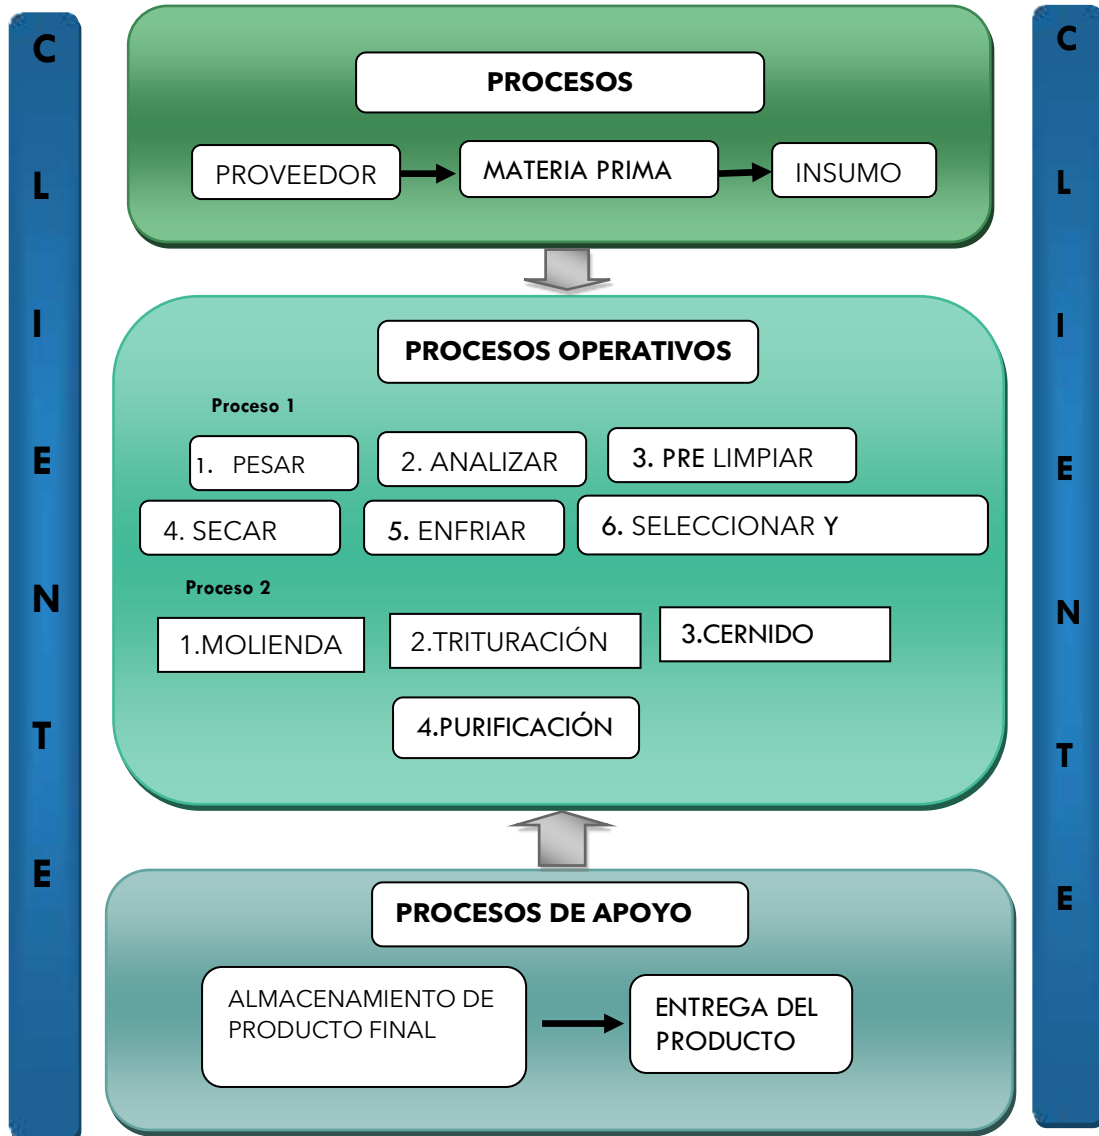 CLIENTE
PROCESOS
PROVEEDOR
MATERIA PRIMA
INSUMO
PROCESOS OPERATIVOS
Proceso 1
1. PESAR
2. ANALIZAR
3. PRE LIMPIAR
4. SECAR
5. ENFRIAR
6. SELECCIONAR Y
Proceso 2
1.MOLIENDA
2.TRITURACIÓN
3.CERNIDO
4.PURIFICACIÓN
PROCESOS DE APOYO
ALMACENAMIENTO DE
PRODUCTO FINAL
ENTREGA DEL
PRODUCTO
CLIENTE